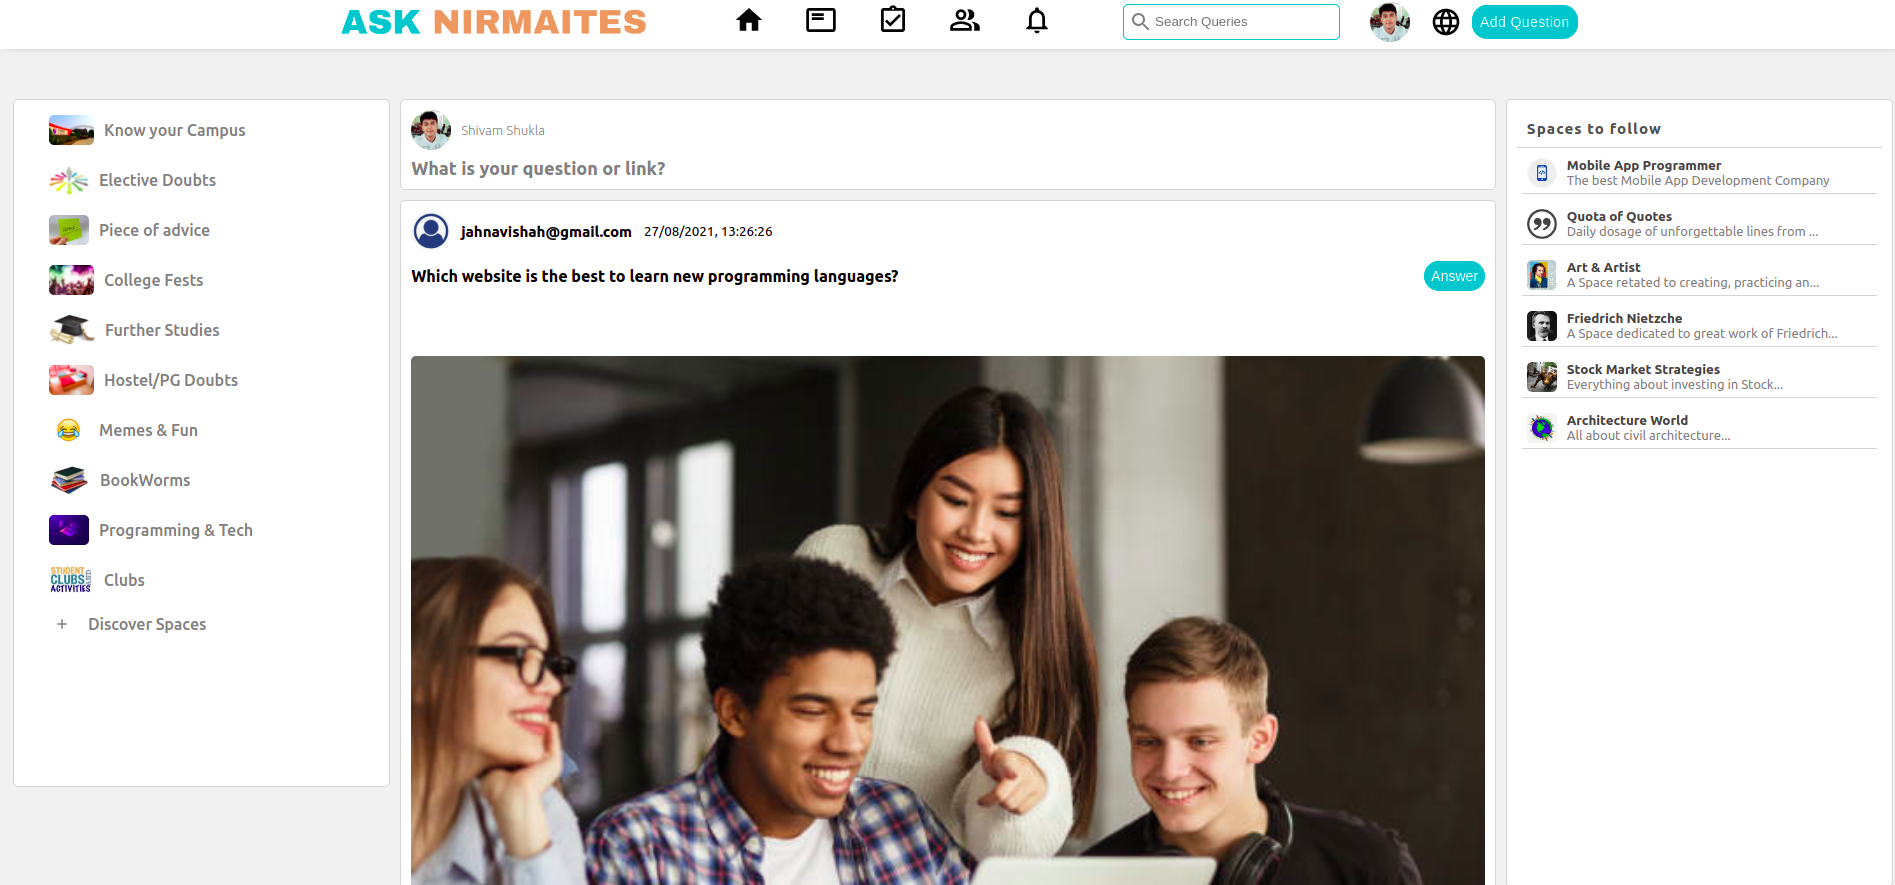 ASK NIRMAITES
Search Queries
Add Question
Know your Campus
Elective Doubts
Piece of advice
College Fests
Further Studies
Hostel/PG Doubts
Memes & Fun
BookWorms
Programming & Tech
STUDENT
CLUBS AND
ACTIVITIES
Clubs
+ Discover Spaces
Shivam Shukla
What is your question or link?
jahnavishah@gmail.com 27/08/2021, 13:26:26
Which website is the best to learn new programming languages?
Answer
Spaces to follow
Mobile App Programmer
The best Mobile App Development Company
Quota of Quotes
Daily dosage of unforgettable lines from ...
Art & Artist
A Space retated to creating, practicing an...
Friedrich Nietzche
A Space dedicated to great work of Friedrich...
Stock Market Strategies
Everything about investing in Stock...
Architecture World
All about civil architecture...